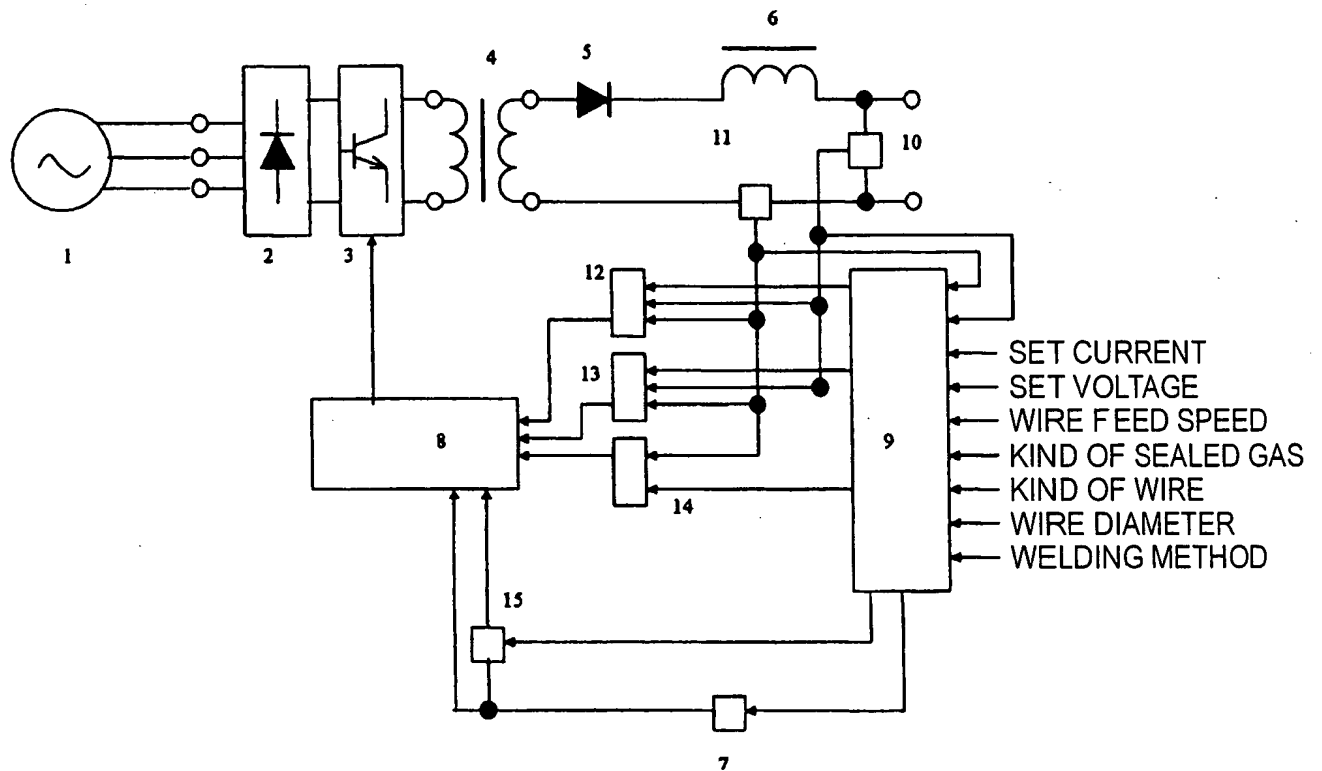 6
4
5
11
10
1
2
3
12
SET CURRENT
13
SET VOLTAGE
WIRE FEED SPEED
8
9
KIND OF SEALED GAS
KIND OF WIRE
14
WIRE DIAMETER
WELDING METHOD
15
7